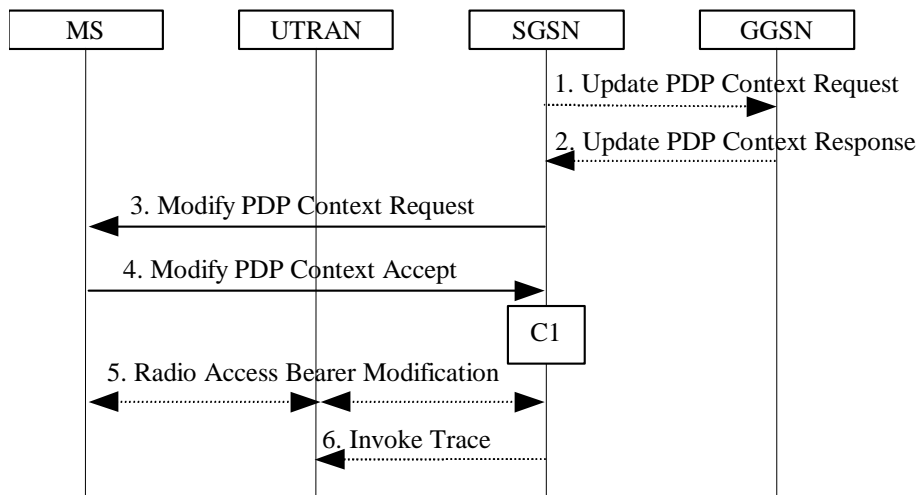 MS UTRAN SGSN GGSN
1. Update PDP Context Request
2. Update PDP Context Response
3. Modify PDP Context Request
4. Modify PDP Context Accept
C1
5. Radio Access Bearer Modification
6. Invoke Trace